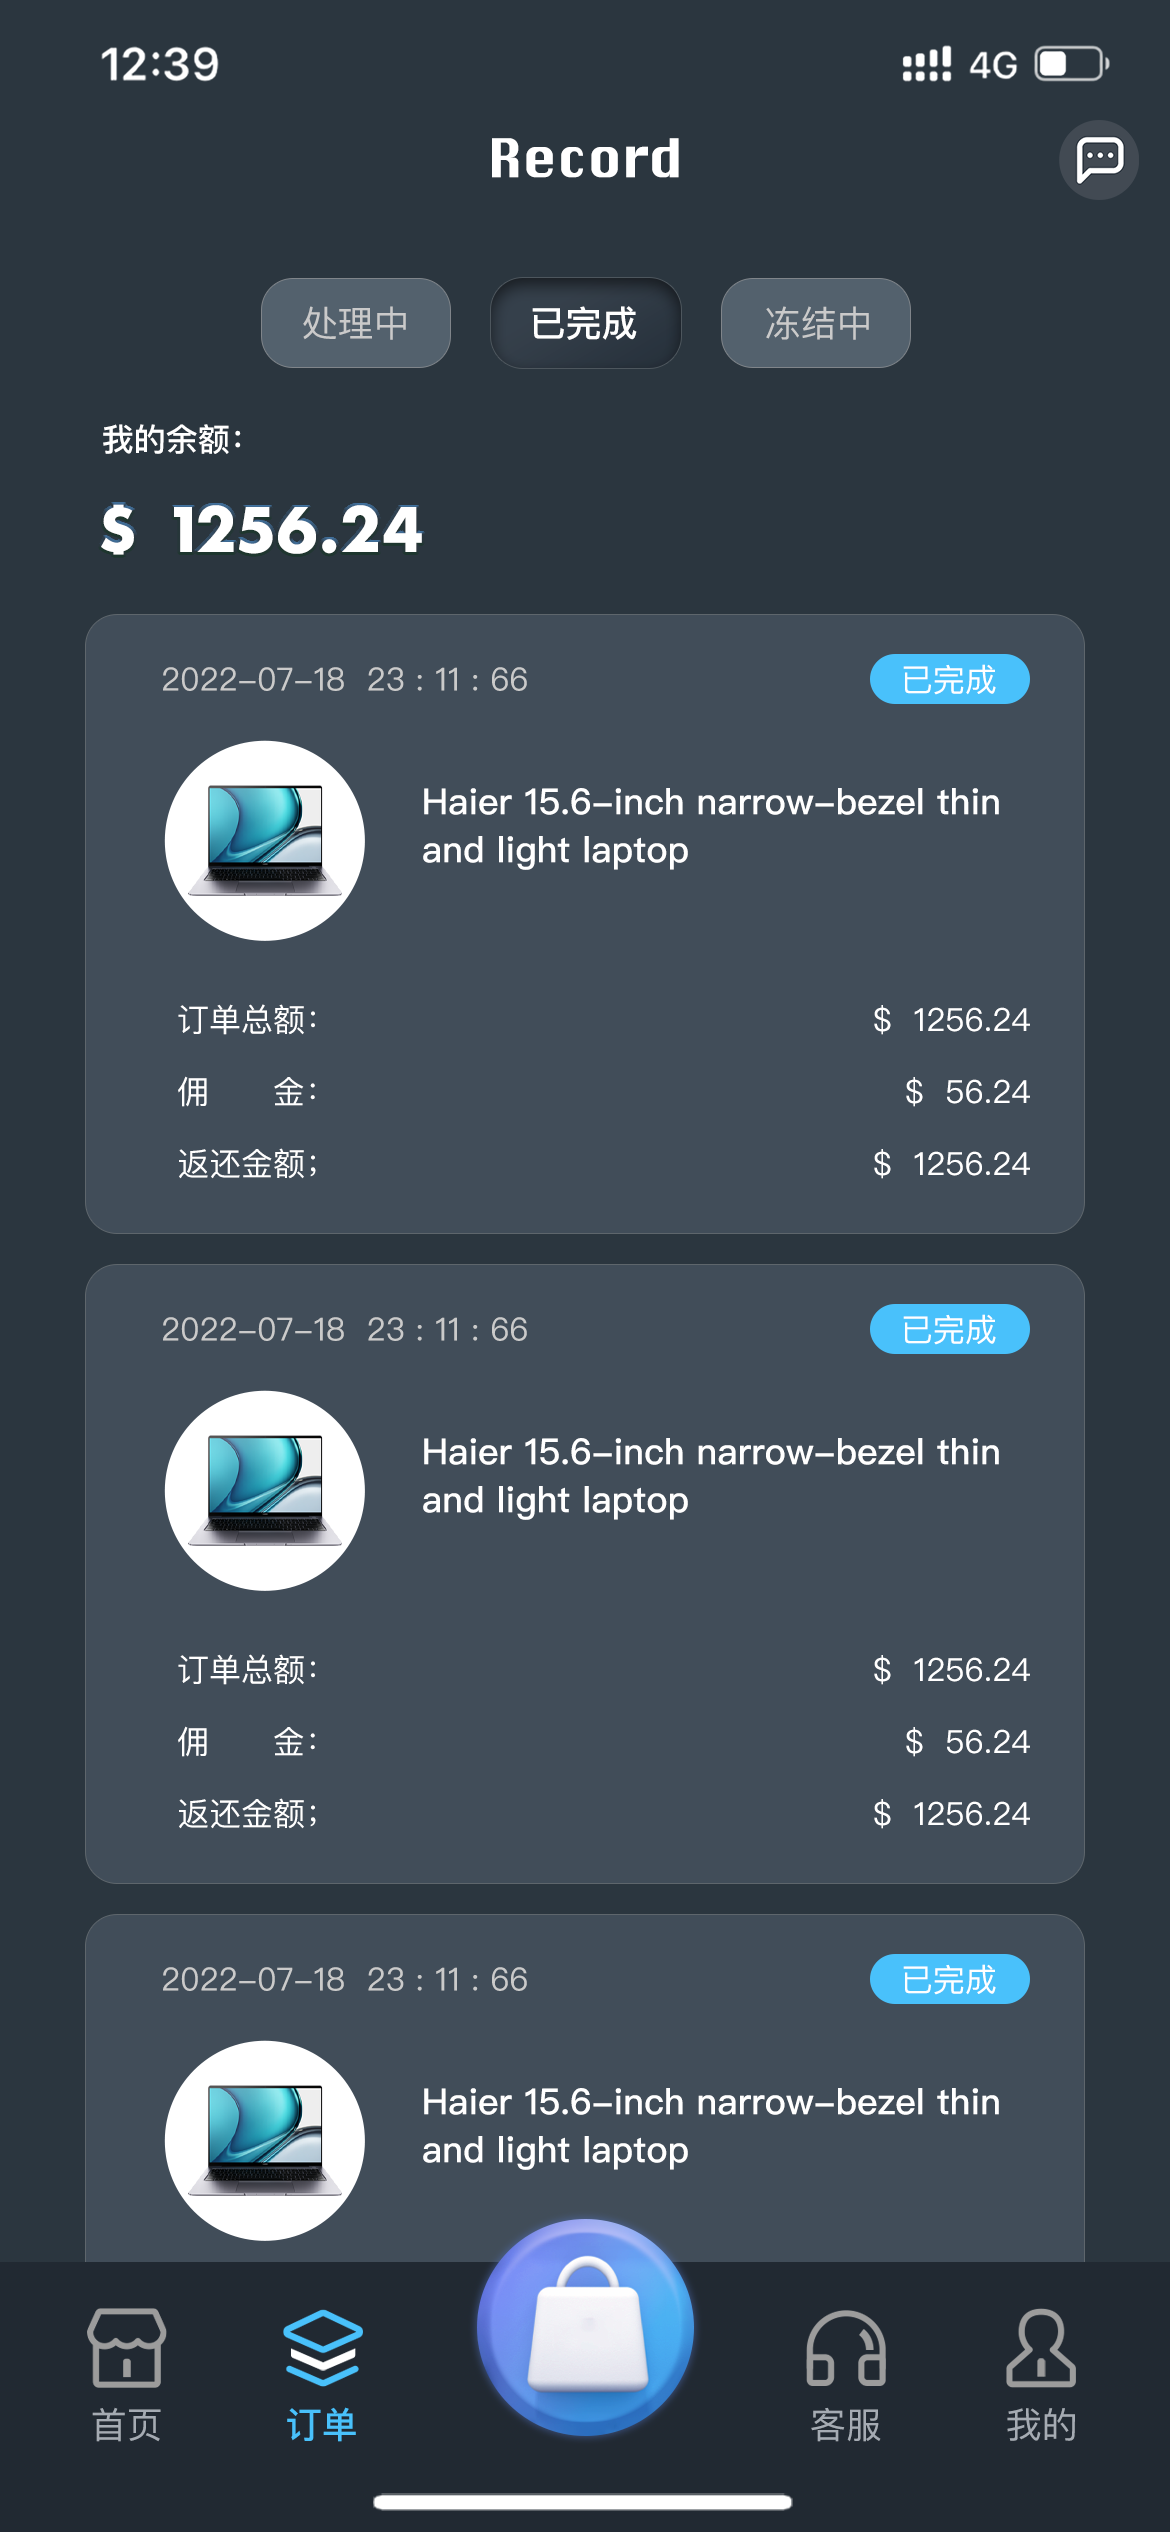 12:39
4G
Record
处理中
已完成
冻结中
我的余额：
$ 1256.24
2022-07-18 23 : 11 : 66
已完成
Haier 15.6-inch narrow-bezel thin
and light laptop
订单总额：
$ 1256.24
佣 金：
$ 56.24
返还金额；
$ 1256.24
2022-07-18 23 : 11 : 66
已完成
Haier 15.6-inch narrow-bezel thin
and light laptop
订单总额：
$ 1256.24
佣 金：
$ 56.24
返还金额；
$ 1256.24
2022-07-18 23 : 11 : 66
已完成
Haier 15.6-inch narrow-bezel thin
and light laptop
首页
订单
客服
我的